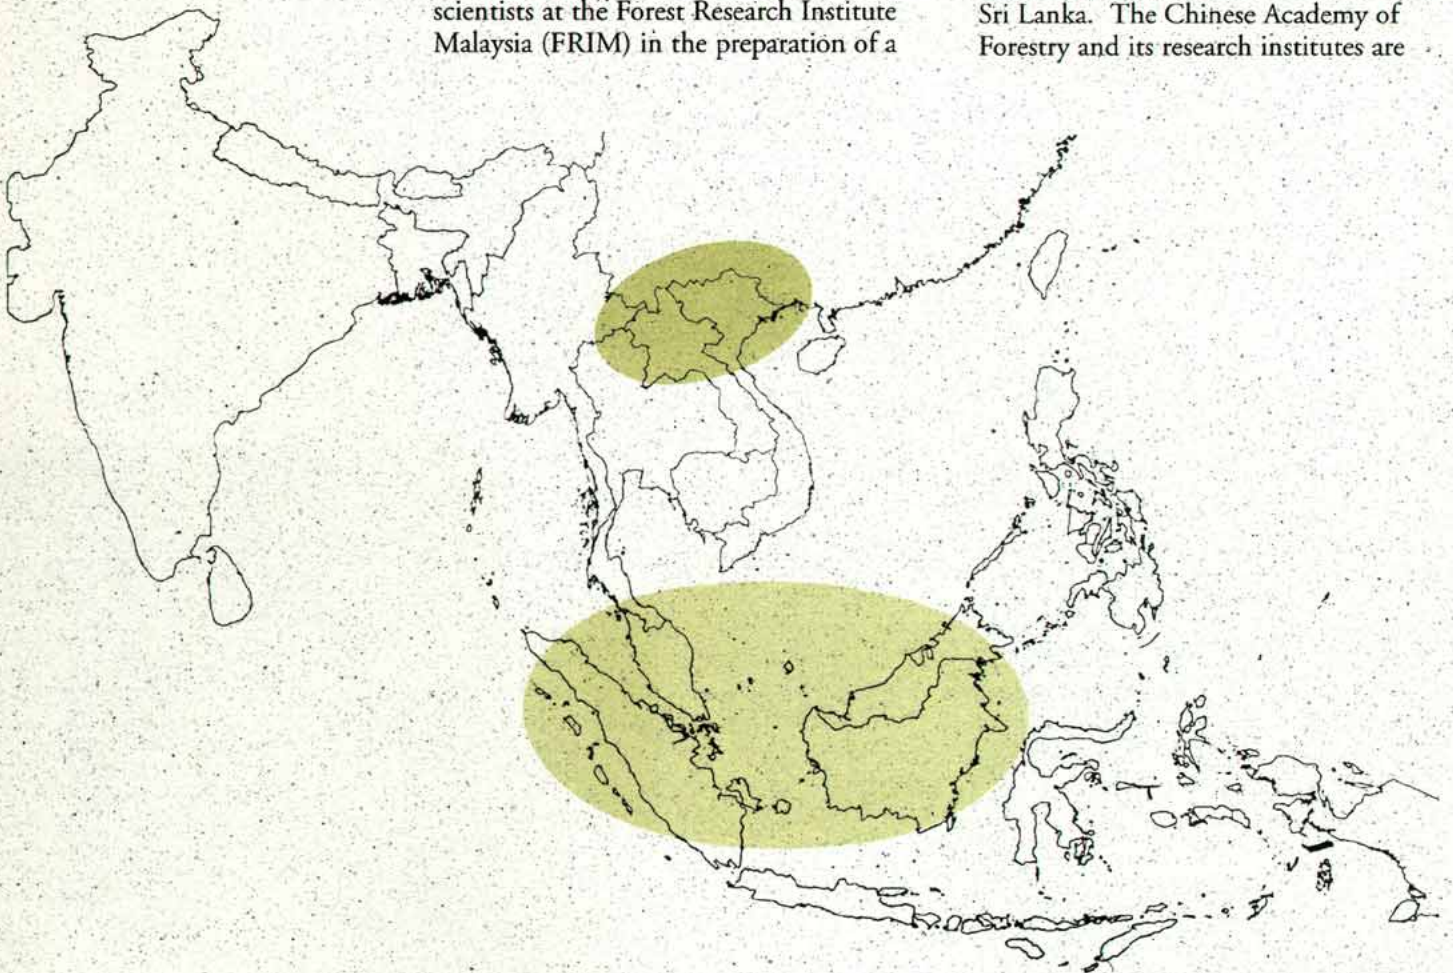 scientists at the Forest Research Institute
Malaysia (FRIM) in the preparation of a
Sri Lanka. The Chinese Academy of
Forestry and its research institutes are